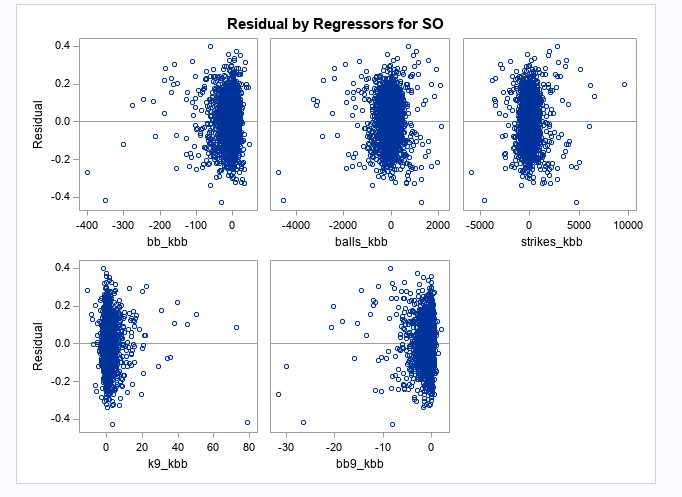 Residual by Regressors for SO
0.4
0.2
0.0
-0.2
-0.4
Residual
-400 -300 -200 -100 0
bb_kbb
-4000 -2000 0 2000
balls_kbb
-5000 0 5000 10000
strikes_kbb
0.4
0.2
0.0
-0.2
-0.4
Residual
0 20 40 60 80
k9_kbb
-30 -20 -10 0
bb9_kbb